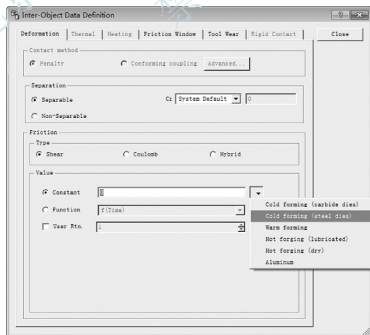 Inter-Object Data Definition
Deformation Thermal Heating Friction Window Tool Wear Rigid Contact Close
Contact method
Penalty Conforming coupling Advanced...
Separation
Separable Cr System Default 0
Non-Separable
Friction
Type
Shear Coulomb Hybrid
Value
Constant 0
Function f(Time)
User Rtn. 1
Cold forming (carbide dies)
Cold forming (steel dies)
Warm forming
Hot forging (lubricated)
Hot forging (dry)
Aluminum